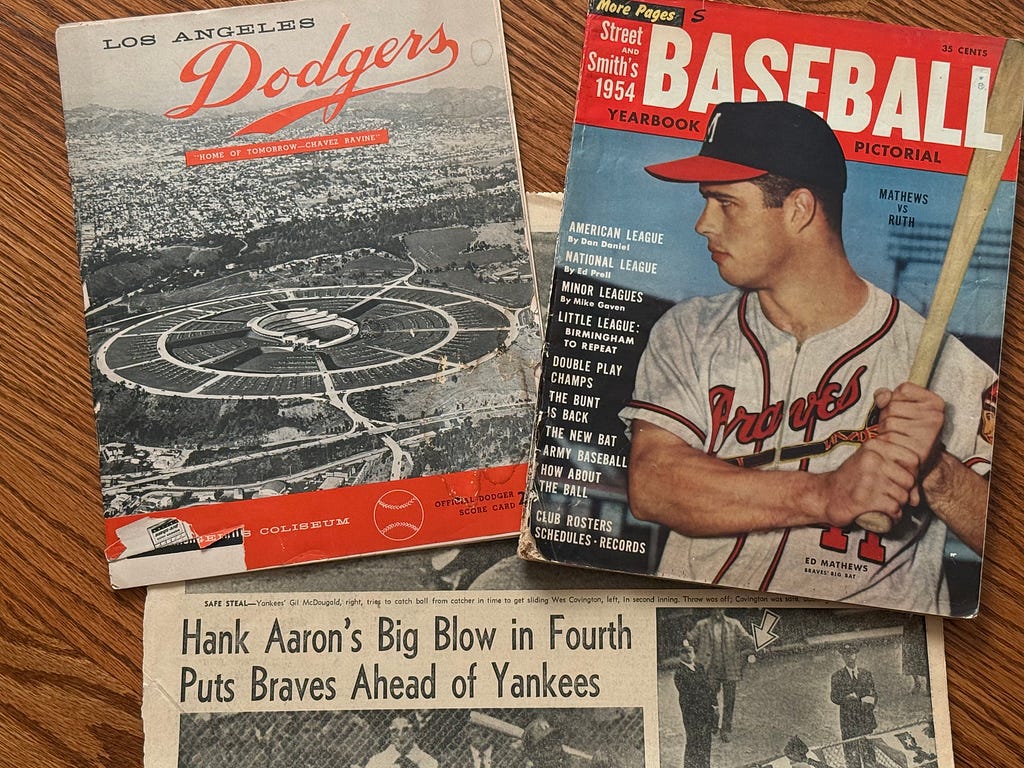 LOS ANGELES
Dodgers
"HOME OF TOMORROW—CHAVEZ RAVINE"
COLISEUM
OFFICIAL DODGER
SCORE CARD
More Pages
S
Street
AND
Smith's
1954
BASEBALL
35 CENTS
YEARBOOK
PICTORIAL
MATHEWS
VS
RUTH
AMERICAN LEAGUE
By Dan Daniel
NATIONAL LEAGUE
By Ed Prell
MINOR LEAGUES
By Mike Gaven
LITTLE LEAGUE:
BIRMINGHAM
TO REPEAT
DOUBLE PLAY
CHAMPS
THE BUNT
IS BACK
THE NEW BAT
ARMY BASEBALL
HOW ABOUT
THE BALL
CLUB ROSTERS
SCHEDULES • RECORDS
Braves
ED MATHEWS
BRAVES' BIG BAT
SAFE STEAL—Yankees' Gil McDougald, right, tries to catch ball from catcher in time to get sliding Wes Covington, left, in second inning. Throw was off; Covington was safe.
Hank Aaron's Big Blow in Fourth
Puts Braves Ahead of Yankees